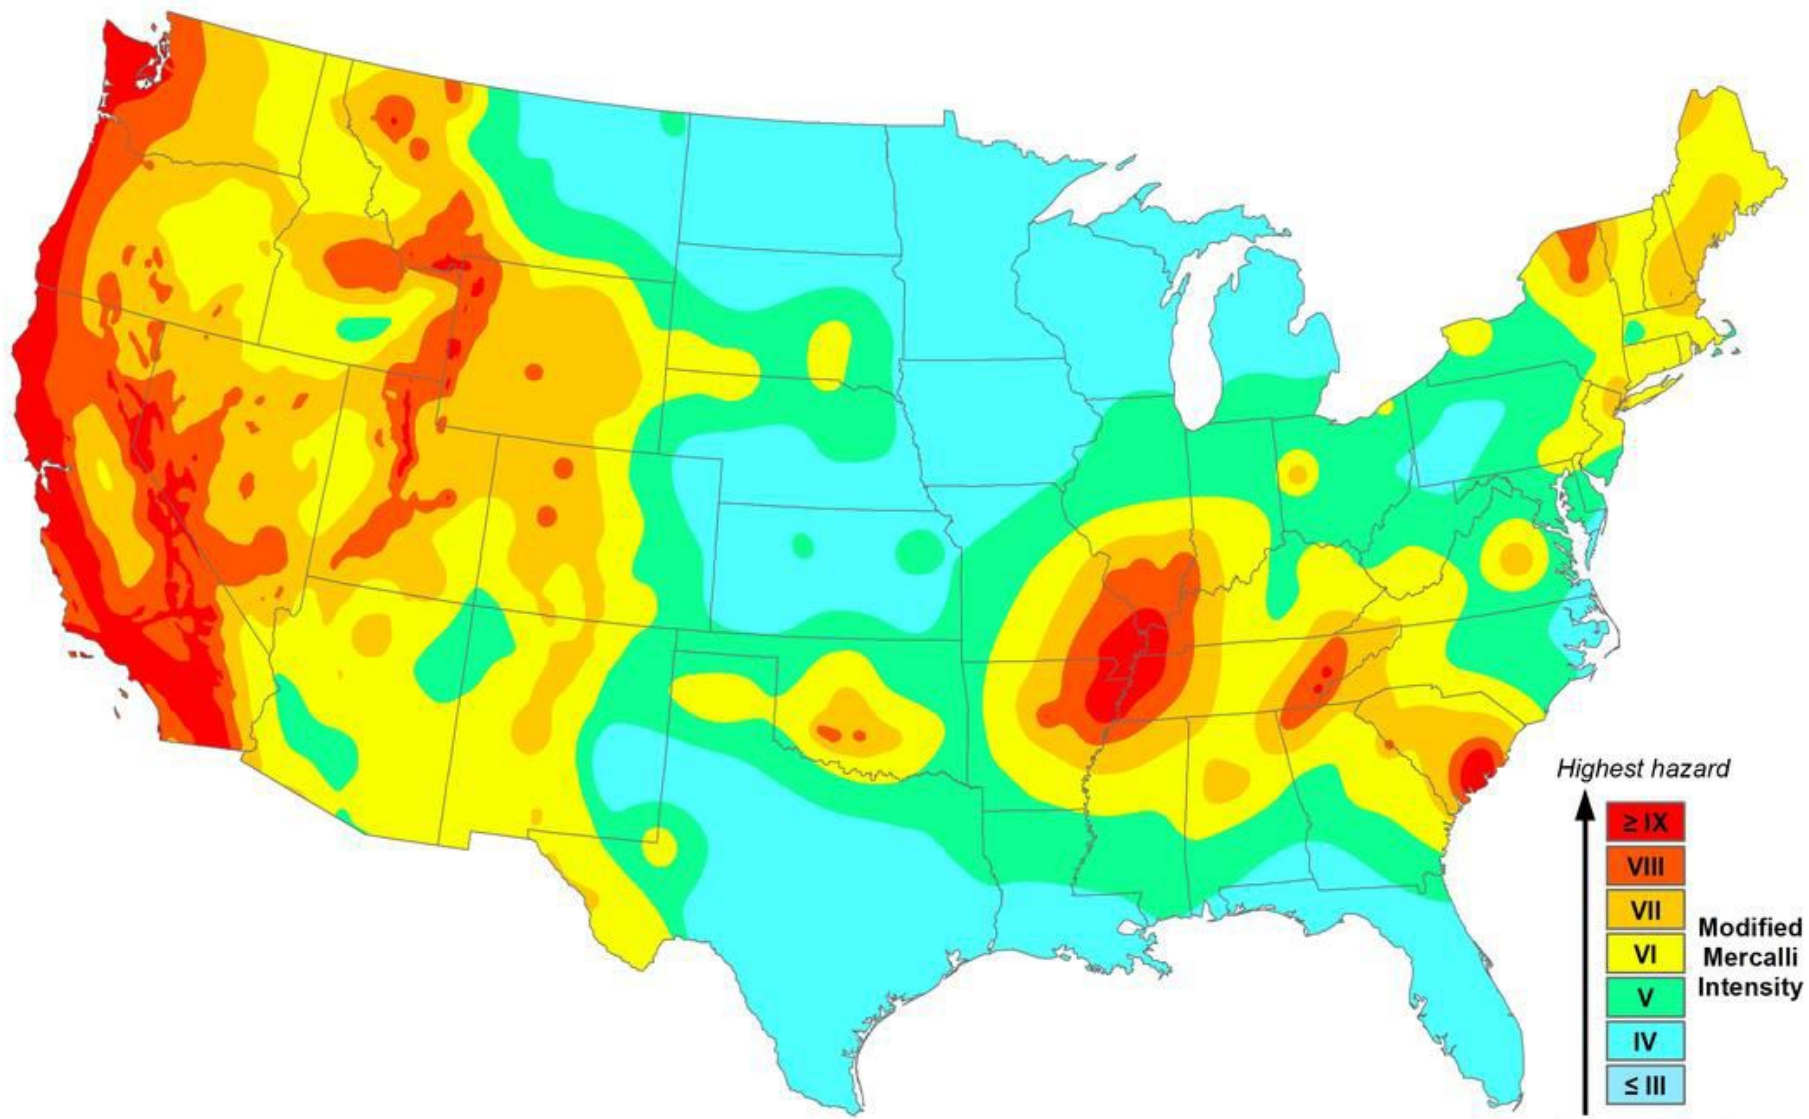 Highest hazard
≥ IX
VIII
VII
VI
V
IV
≤ III
Modified
Mercalli
Intensity